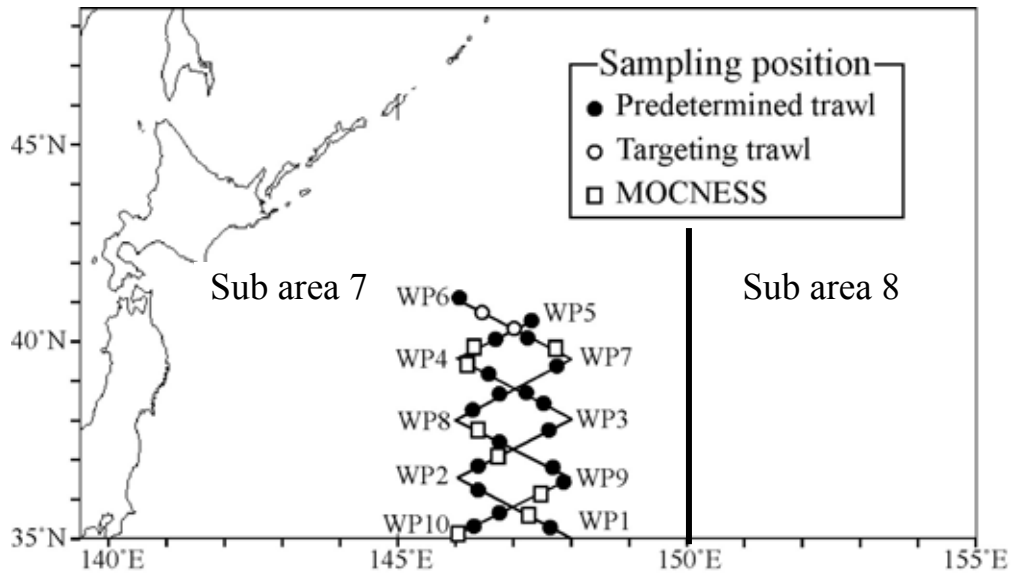 Sampling position
Predetermined trawl
Targeting trawl
MOCNESS
45°N
Sub area 7
Sub area 8
WP6
WP5
40°N
WP4
WP7
WP8
WP3
WP2
WP9
WP10
WP1
35°N
140°E
145°E
150°E
155°E